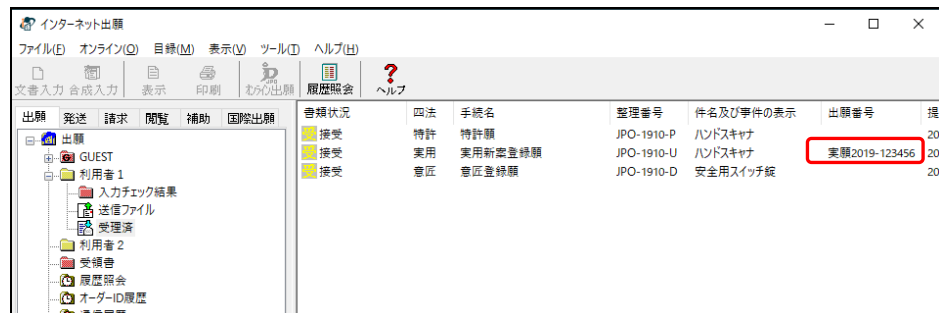 インターネット出願
ファイル(F) オンライン(O) 目録(M) 表示(V) ツール(T) ヘルプ(H)
文書入力 合成入力 表示 印刷 オンライン出願 履歴照会 ヘルプ
出願 発送 請求 閲覧 補助 国際出願
書類状況 四法 手続名 整理番号 件名及び事件の表示 出願番号 提
受 接受 特許 特許願 JPO-1910-P ハンドスキャナ 20
受 接受 実用 実用新案登録願 JPO-1910-U ハンドスキャナ 実願2019-123456 20
受 接受 意匠 意匠登録願 JPO-1910-D 安全用スイッチ錠 20
出願
GUEST
利用者1
入力チェック結果
送信ファイル
受理済
利用者2
受領書
履歴照会
オーダーID履歴